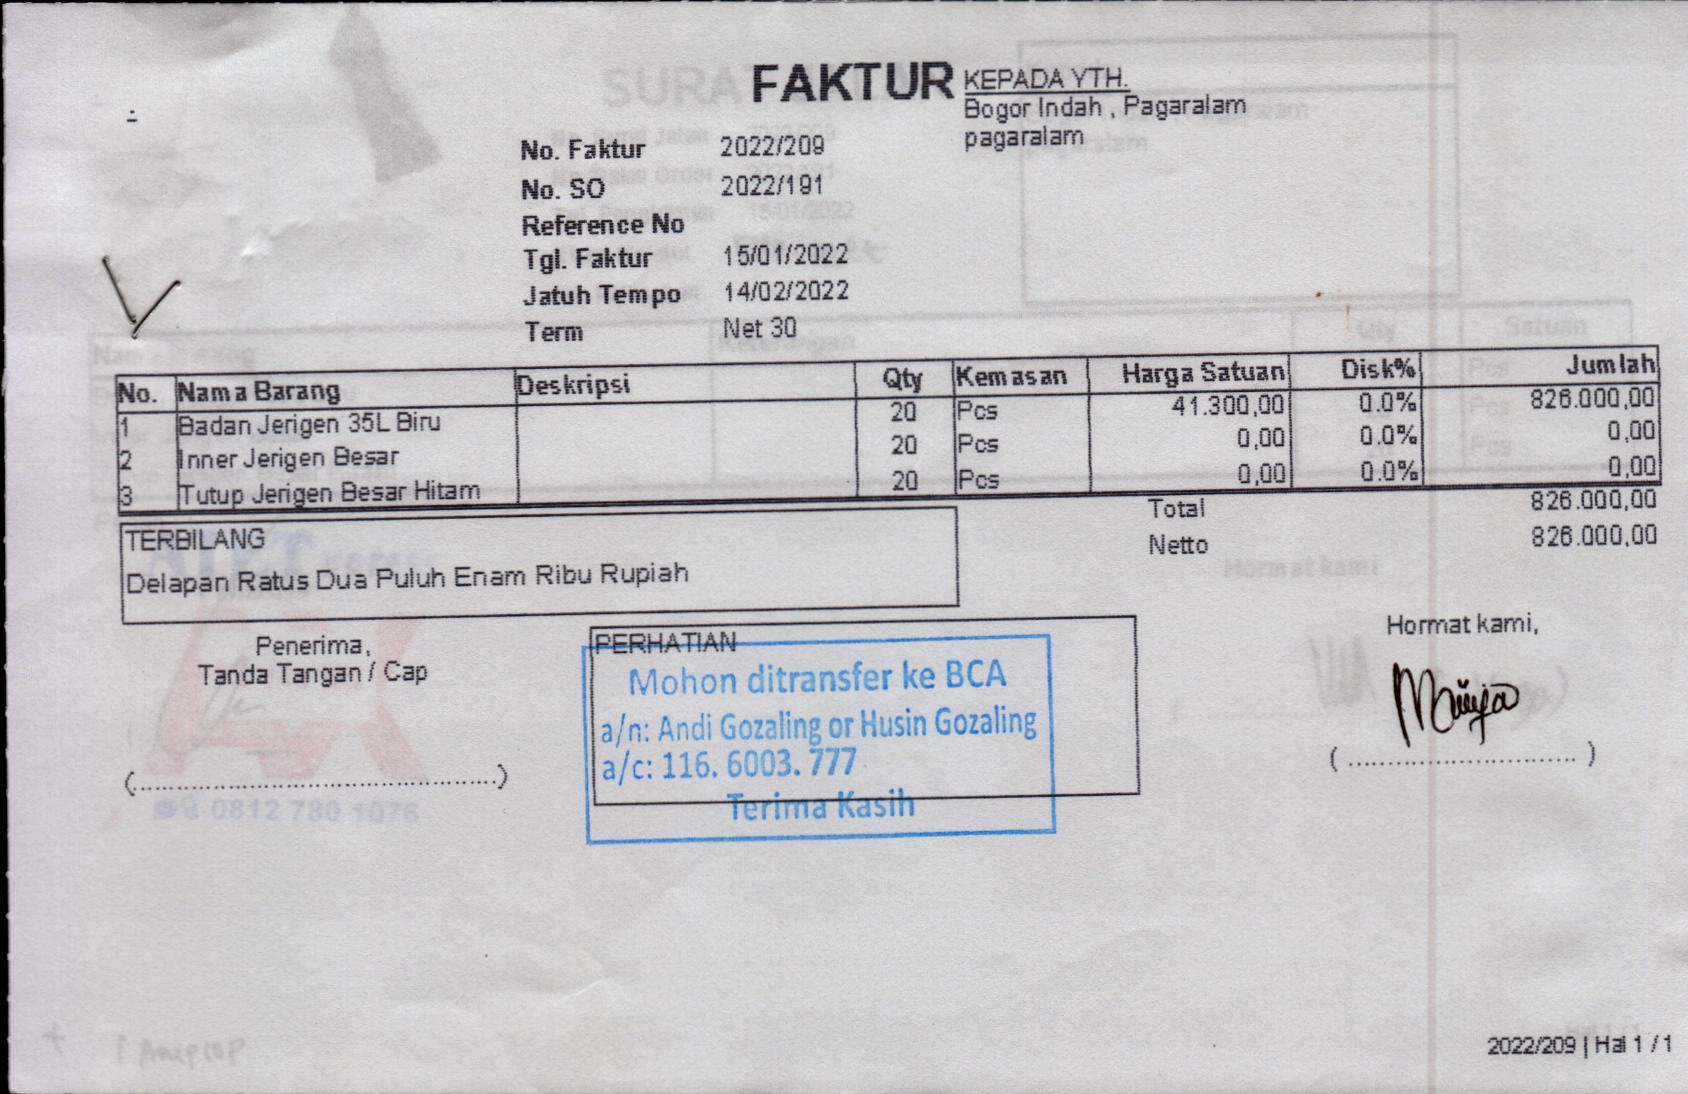 FAKTUR
KEPADA YTH.
Bogor Indah , Pagaralam
pagaralam
No. Faktur 2022/209
No. SO 2022/191
Reference No
Tgl. Faktur 15/01/2022
Jatuh Tempo 14/02/2022
Term Net 30
No. Nama Barang Deskripsi Qty Kemasan Harga Satuan Disk% Jumlah
1 Badan Jerigen 35L Biru 20 Pcs 41.300,00 0.0% 826.000,00
2 Inner Jerigen Besar 20 Pcs 0,00 0.0% 0,00
3 Tutup Jerigen Besar Hitam 20 Pcs 0,00 0.0% 0,00
Total 826.000,00
Netto 826.000,00
TERBILANG
Delapan Ratus Dua Puluh Enam Ribu Rupiah
Penerima,
Tanda Tangan / Cap
(..........................................)
PERHATIAN
Mohon ditransfer ke BCA
a/n: Andi Gozaling or Husin Gozaling
a/c: 116. 6003. 777
Terima Kasih
Hormat kami,
( ............................. )
0812 780 1076
2022/209 | Hal 1 / 1